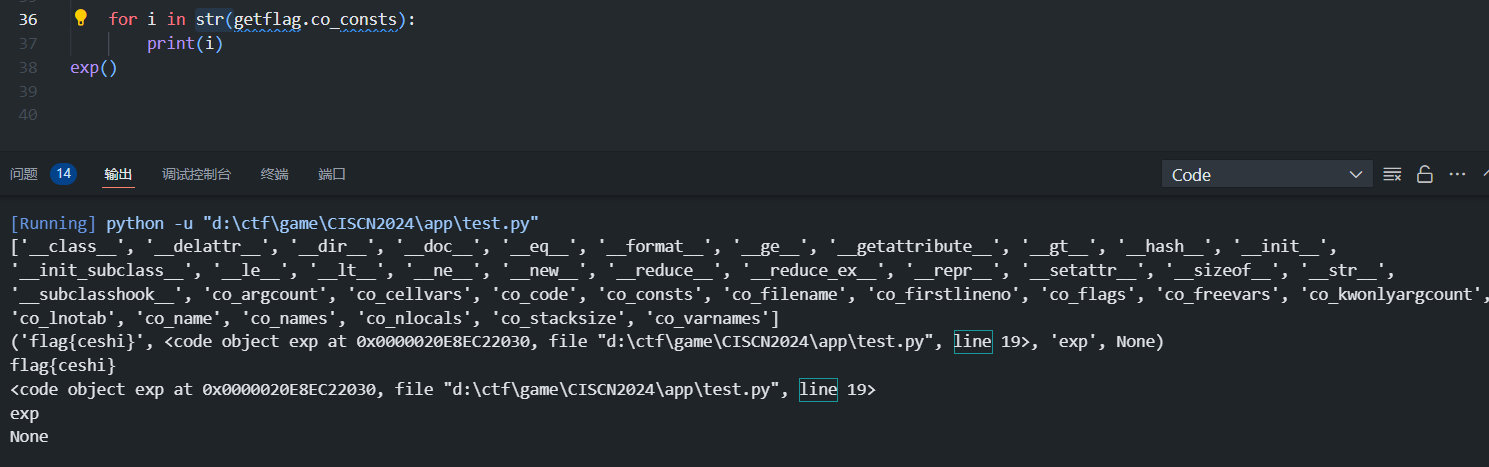 36 for i in str(getflag.co_consts):
37 print(i)
38 exp()
39
40
问题 14 输出 调试控制台 终端 端口 Code
[Running] python -u "d:\ctf\game\CISCN2024\app\test.py"
['__class__', '__delattr__', '__dir__', '__doc__', '__eq__', '__format__', '__ge__', '__getattribute__', '__gt__', '__hash__', '__init__',
'__init_subclass__', '__le__', '__lt__', '__ne__', '__new__', '__reduce__', '__reduce_ex__', '__repr__', '__setattr__', '__sizeof__', '__str__',
'__subclasshook__', 'co_argcount', 'co_cellvars', 'co_code', 'co_consts', 'co_filename', 'co_firstlineno', 'co_flags', 'co_freevars', 'co_kwonlyargcount',
'co_lnotab', 'co_name', 'co_names', 'co_nlocals', 'co_stacksize', 'co_varnames']
('flag{ceshi}', <code object exp at 0x0000020E8EC22030, file "d:\ctf\game\CISCN2024\app\test.py", line 19>, 'exp', None)
flag{ceshi}
<code object exp at 0x0000020E8EC22030, file "d:\ctf\game\CISCN2024\app\test.py", line 19>
exp
None